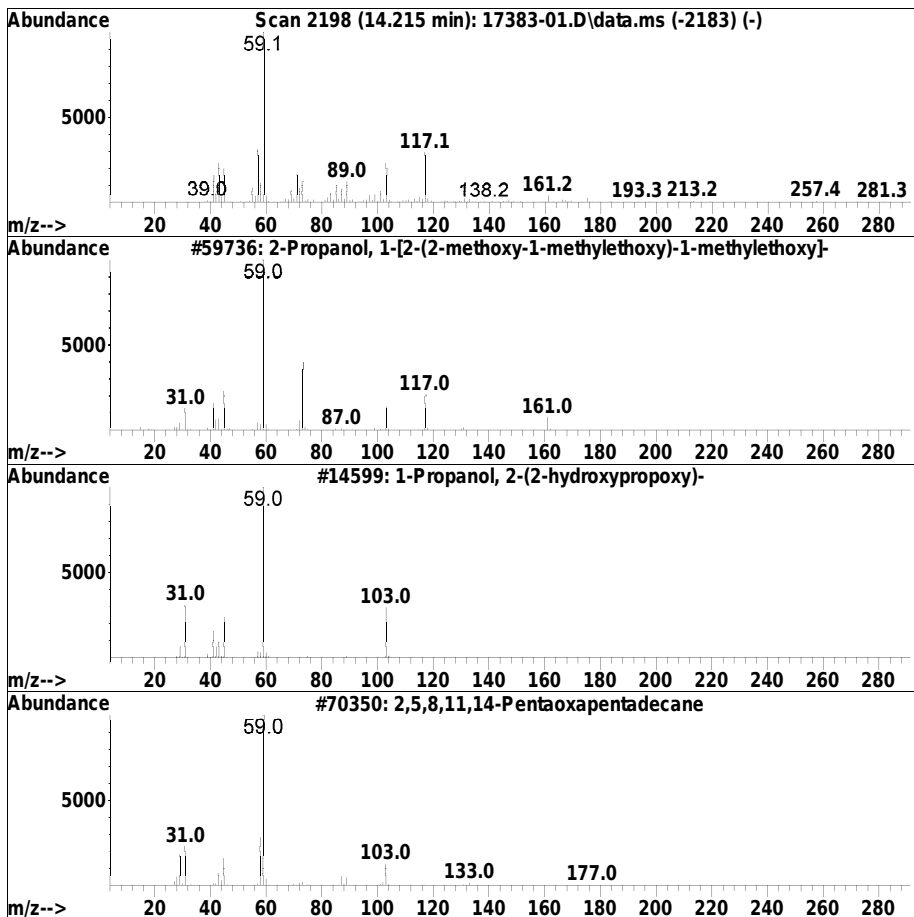 Abundance Scan 2198 (14.215 min): 17383-01.D\data.ms (-2183) (-)
59.1
5000
117.1
89.0
39.0 138.2 161.2 193.3 213.2 257.4 281.3
m/z--> 20 40 60 80 100 120 140 160 180 200 220 240 260 280
Abundance #59736: 2-Propanol, 1-[2-(2-methoxy-1-methylethoxy)-1-methylethoxy]-
59.0
5000
31.0 117.0
87.0 161.0
m/z--> 20 40 60 80 100 120 140 160 180 200 220 240 260 280
Abundance #14599: 1-Propanol, 2-(2-hydroxypropoxy)-
59.0
5000
31.0 103.0
m/z--> 20 40 60 80 100 120 140 160 180 200 220 240 260 280
Abundance #70350: 2,5,8,11,14-Pentaoxapentadecane
59.0
5000
31.0
103.0
133.0 177.0
m/z--> 20 40 60 80 100 120 140 160 180 200 220 240 260 280